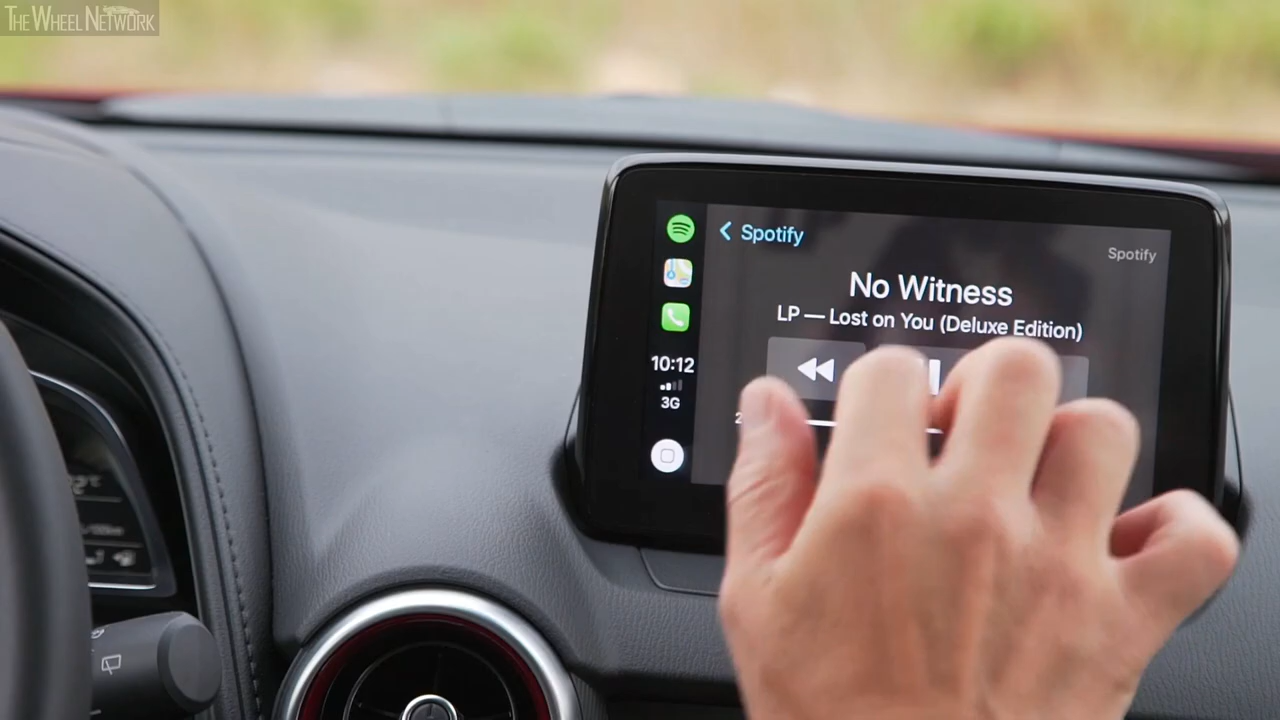 THE WHEEL NETWORK
Spotify
Spotify
No Witness
LP — Lost on You (Deluxe Edition)
10:12
3G